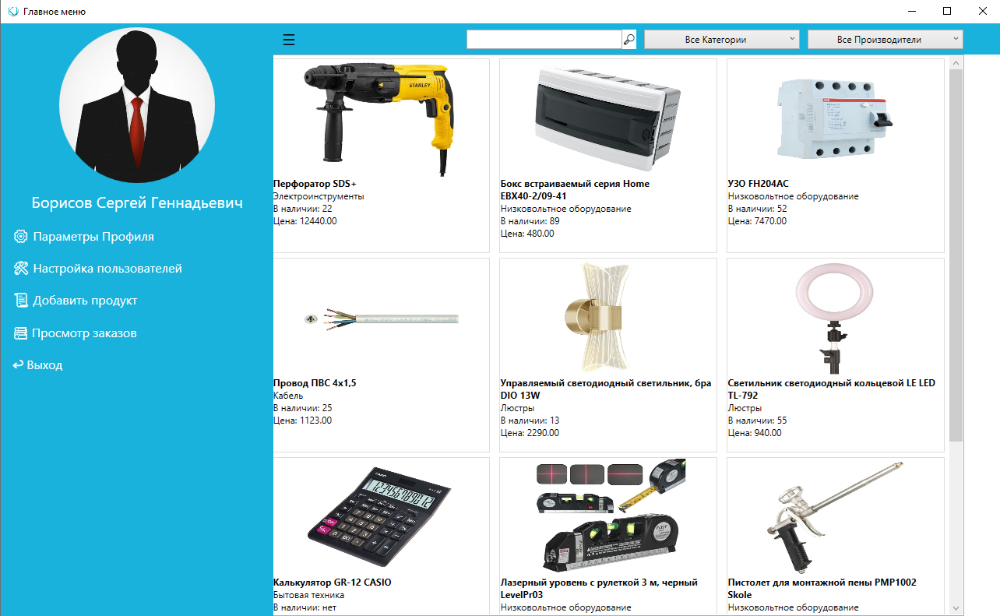 Главное меню
Борисов Сергей Геннадьевич
Параметры Профиля
Настройка пользователей
Добавить продукт
Просмотр заказов
Выход
Все Категории
Все Производители
STANLEY
Перфоратор SDS+
Электроинструменты
В наличии: 22
Цена: 12440.00
Бокс встраиваемый серия Home
EBX40-2/09-41
Низковольтное оборудование
В наличии: 89
Цена: 480.00
УЗО FH204AC
Низковольтное оборудование
В наличии: 52
Цена: 7470.00
Провод ПВС 4х1,5
Кабель
В наличии: 25
Цена: 1123.00
Управляемый светодиодный светильник, бра
DIO 13W
Люстры
В наличии: 13
Цена: 2290.00
Светильник светодиодный кольцевой LE LED
TL-792
Люстры
В наличии: 55
Цена: 940.00
CASIO
Калькулятор GR-12 CASIO
Бытовая техника
В наличии: нет
Лазерный уровень с рулеткой 3 м, черный
LevelPr03
Низковольтное оборудование
Пистолет для монтажной пены PMP1002
Skole
Низковольтное оборудование